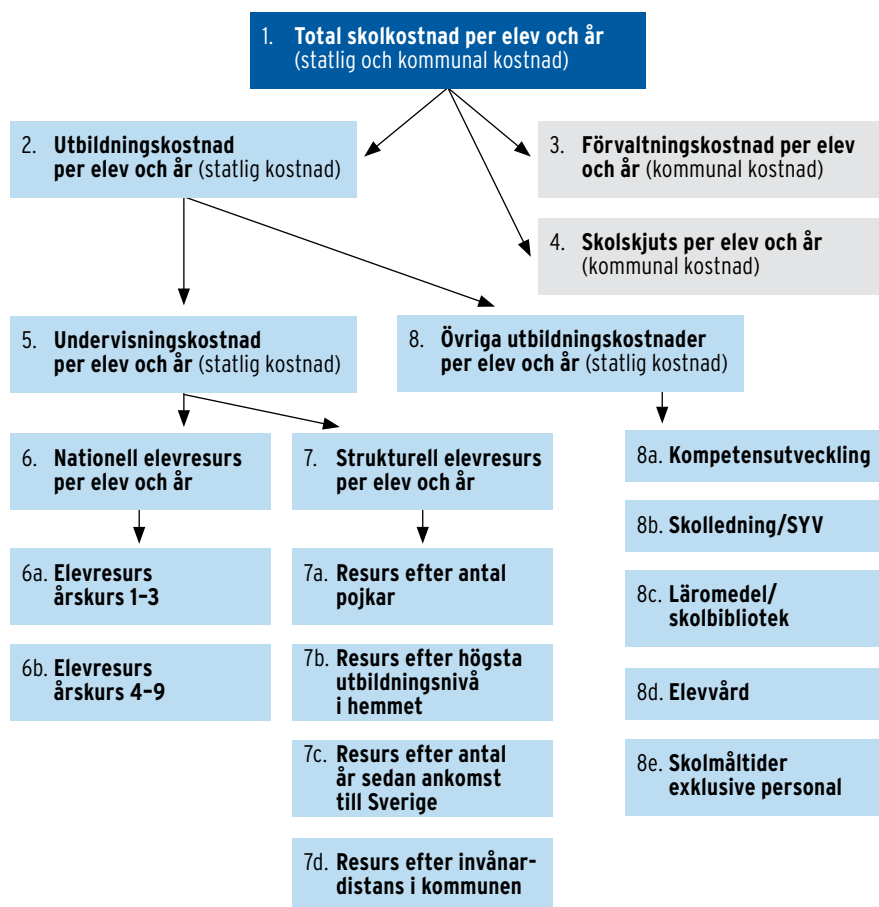 1. Total skolkostnad per elev och år
(statlig och kommunal kostnad)
2. Utbildningskostnad
per elev och år (statlig kostnad)
3. Förvaltningskostnad per elev
och år (kommunal kostnad)
4. Skolskjuts per elev och år
(kommunal kostnad)
5. Undervisningskostnad
per elev och år (statlig kostnad)
8. Övriga utbildningskostnader
per elev och år (statlig kostnad)
6. Nationell elevresurs
per elev och år
7. Strukturell elevresurs
per elev och år
6a. Elevresurs
årskurs 1–3
6b. Elevresurs
årskurs 4–9
7a. Resurs efter antal
pojkar
7b. Resurs efter högsta
utbildningsnivå
i hemmet
7c. Resurs efter antal
år sedan ankomst
till Sverige
7d. Resurs efter invånar-
distans i kommunen
8a. Kompetensutveckling
8b. Skolledning/SYV
8c. Läromedel/
skolbibliotek
8d. Elevvård
8e. Skolmåltider
exklusive personal